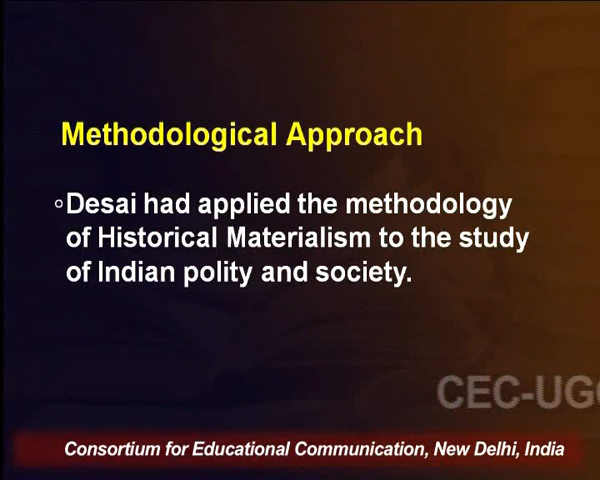 Methodological Approach
◦Desai had applied the methodology
of Historical Materialism to the study
of Indian polity and society.
CEC-UG
Consortium for Educational Communication, New Delhi, India